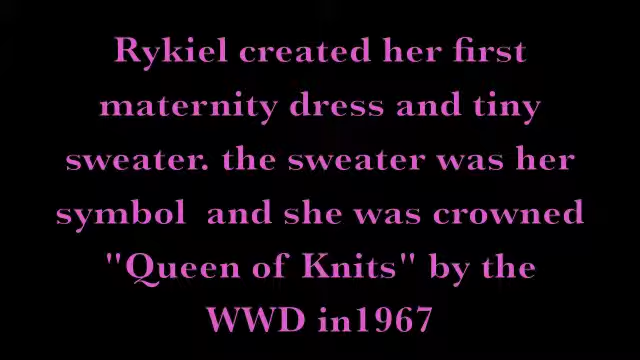 Rykiel created her first
maternity dress and tiny
sweater. the sweater was her
symbol  and she was crowned
"Queen of Knits" by the
WWD in1967